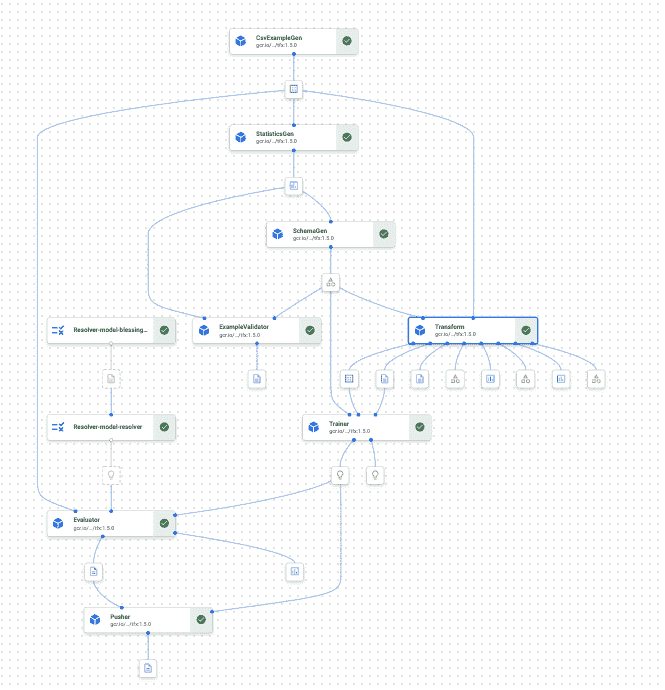 CsvExampleGen
gcr.io/.../tfx:1.5.0
StatisticsGen
gcr.io/.../tfx:1.5.0
SchemaGen
gcr.io/.../tfx:1.5.0
Resolver-model-blessing...
ExampleValidator
gcr.io/.../tfx:1.5.0
Transform
gcr.io/.../tfx:1.5.0
Resolver-model-resolver
Trainer
gcr.io/.../tfx:1.5.0
Evaluator
gcr.io/.../tfx:1.5.0
Pusher
gcr.io/.../tfx:1.5.0